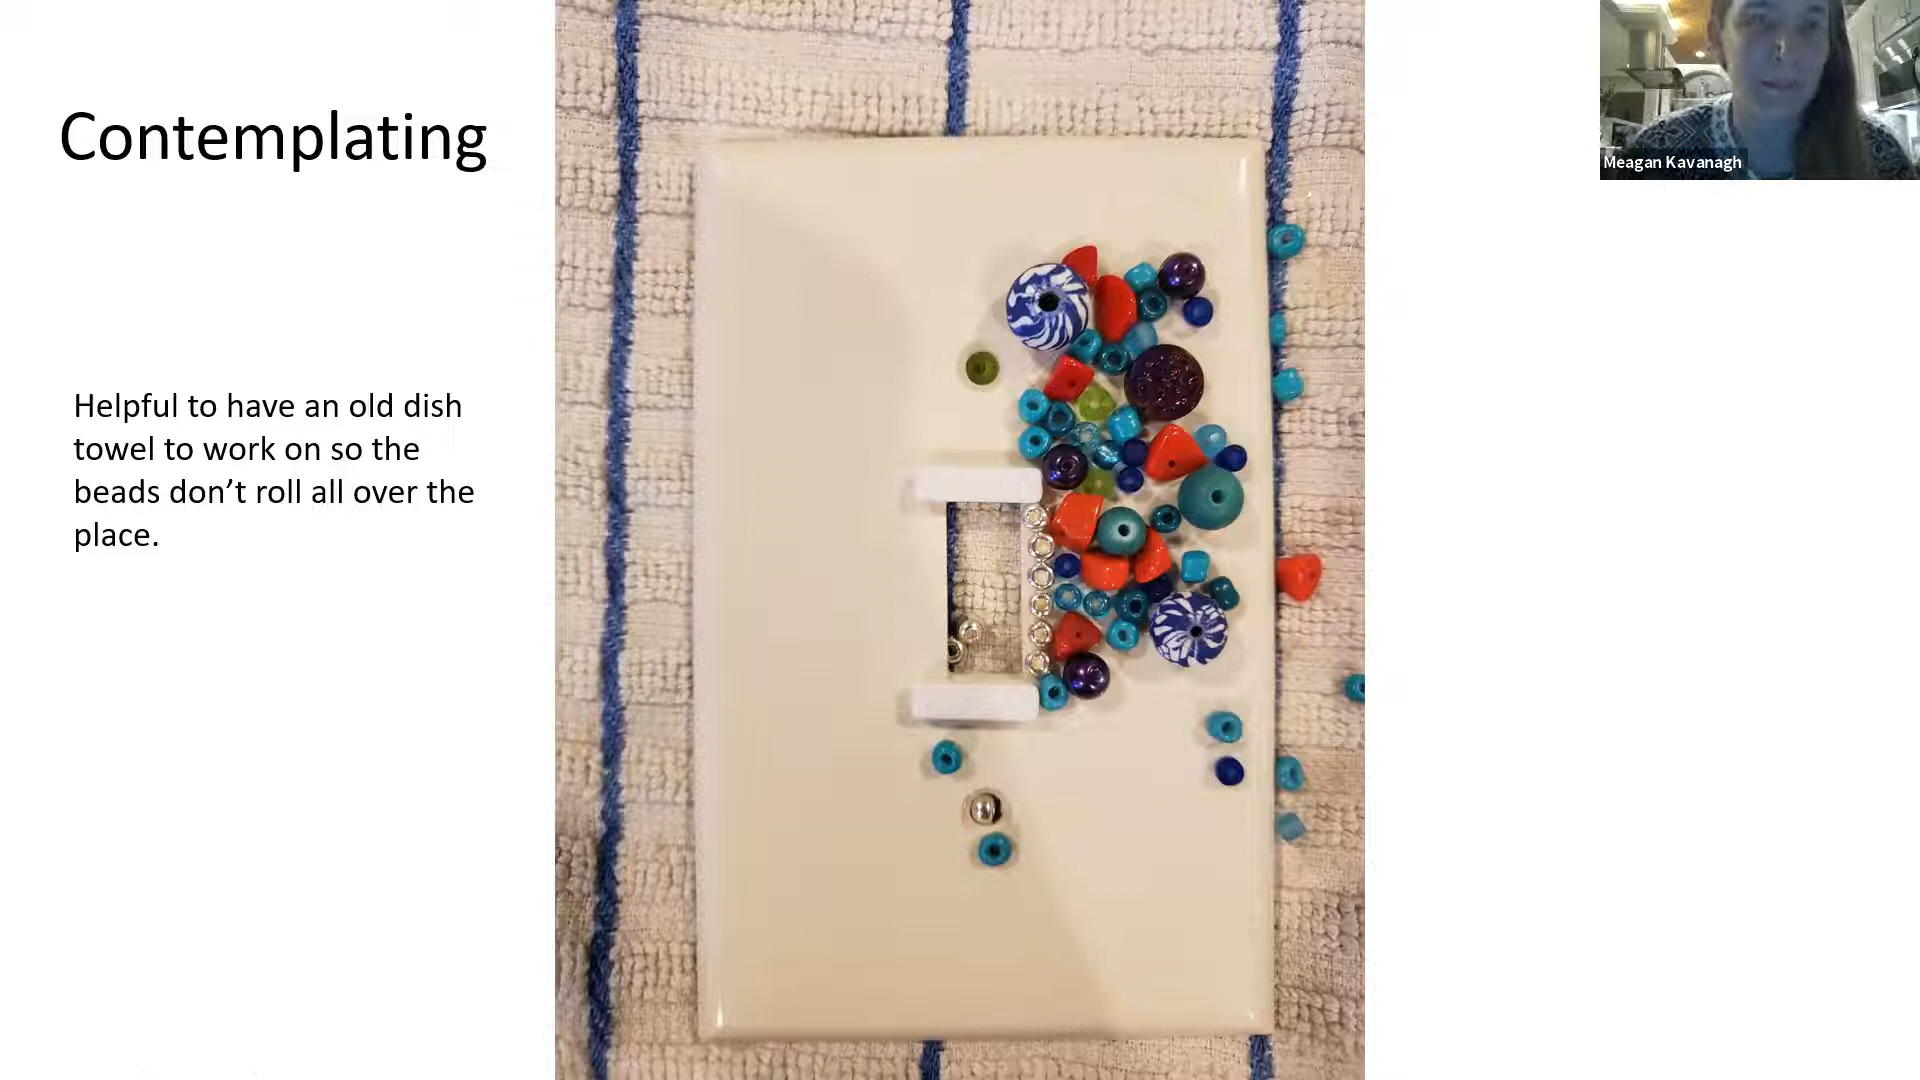 Contemplating
Helpful to have an old dish
towel to work on so the
beads don’t roll all over the
place.
Meagan Kavanagh